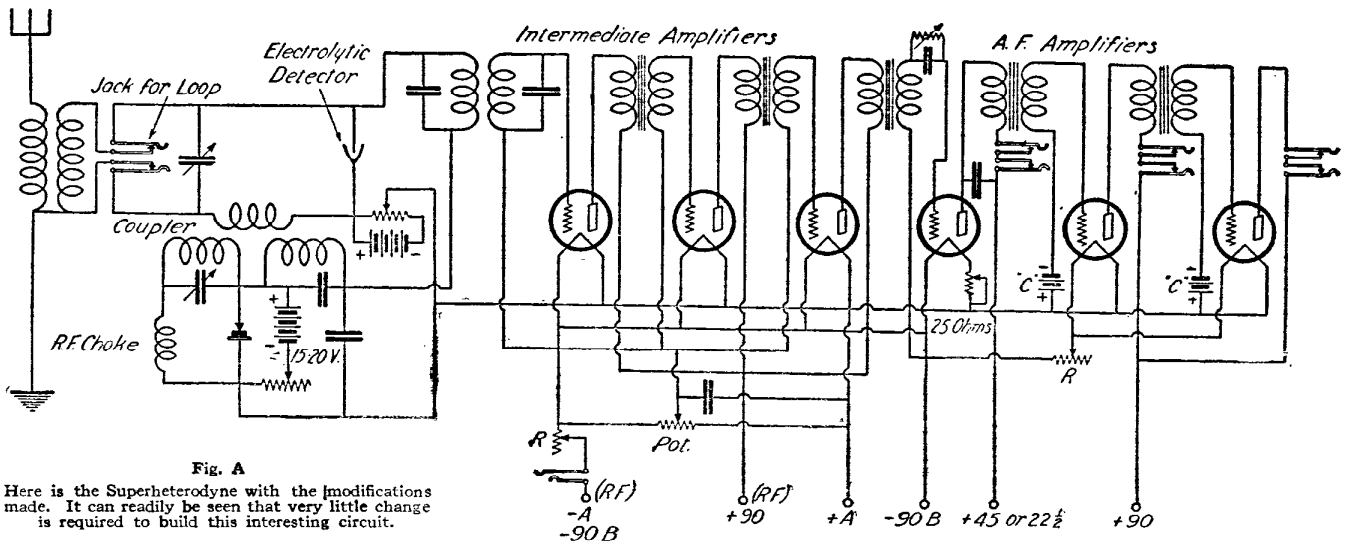 Intermediate Amplifiers
A.F. Amplifiers
Electrolytic
Detector
Jack for Loop
Coupler
+ -
+
-
15-20V.
R.F. Choke
"C" - +
"C" - +
25 Ohms
R
R
Pot.
(RF)
-A
-90 B
(RF)
+90
+A
-90 B
+45 or 22½
+90
Fig. A
Here is the Superheterodyne with the modifications
made. It can readily be seen that very little change
is required to build this interesting circuit.